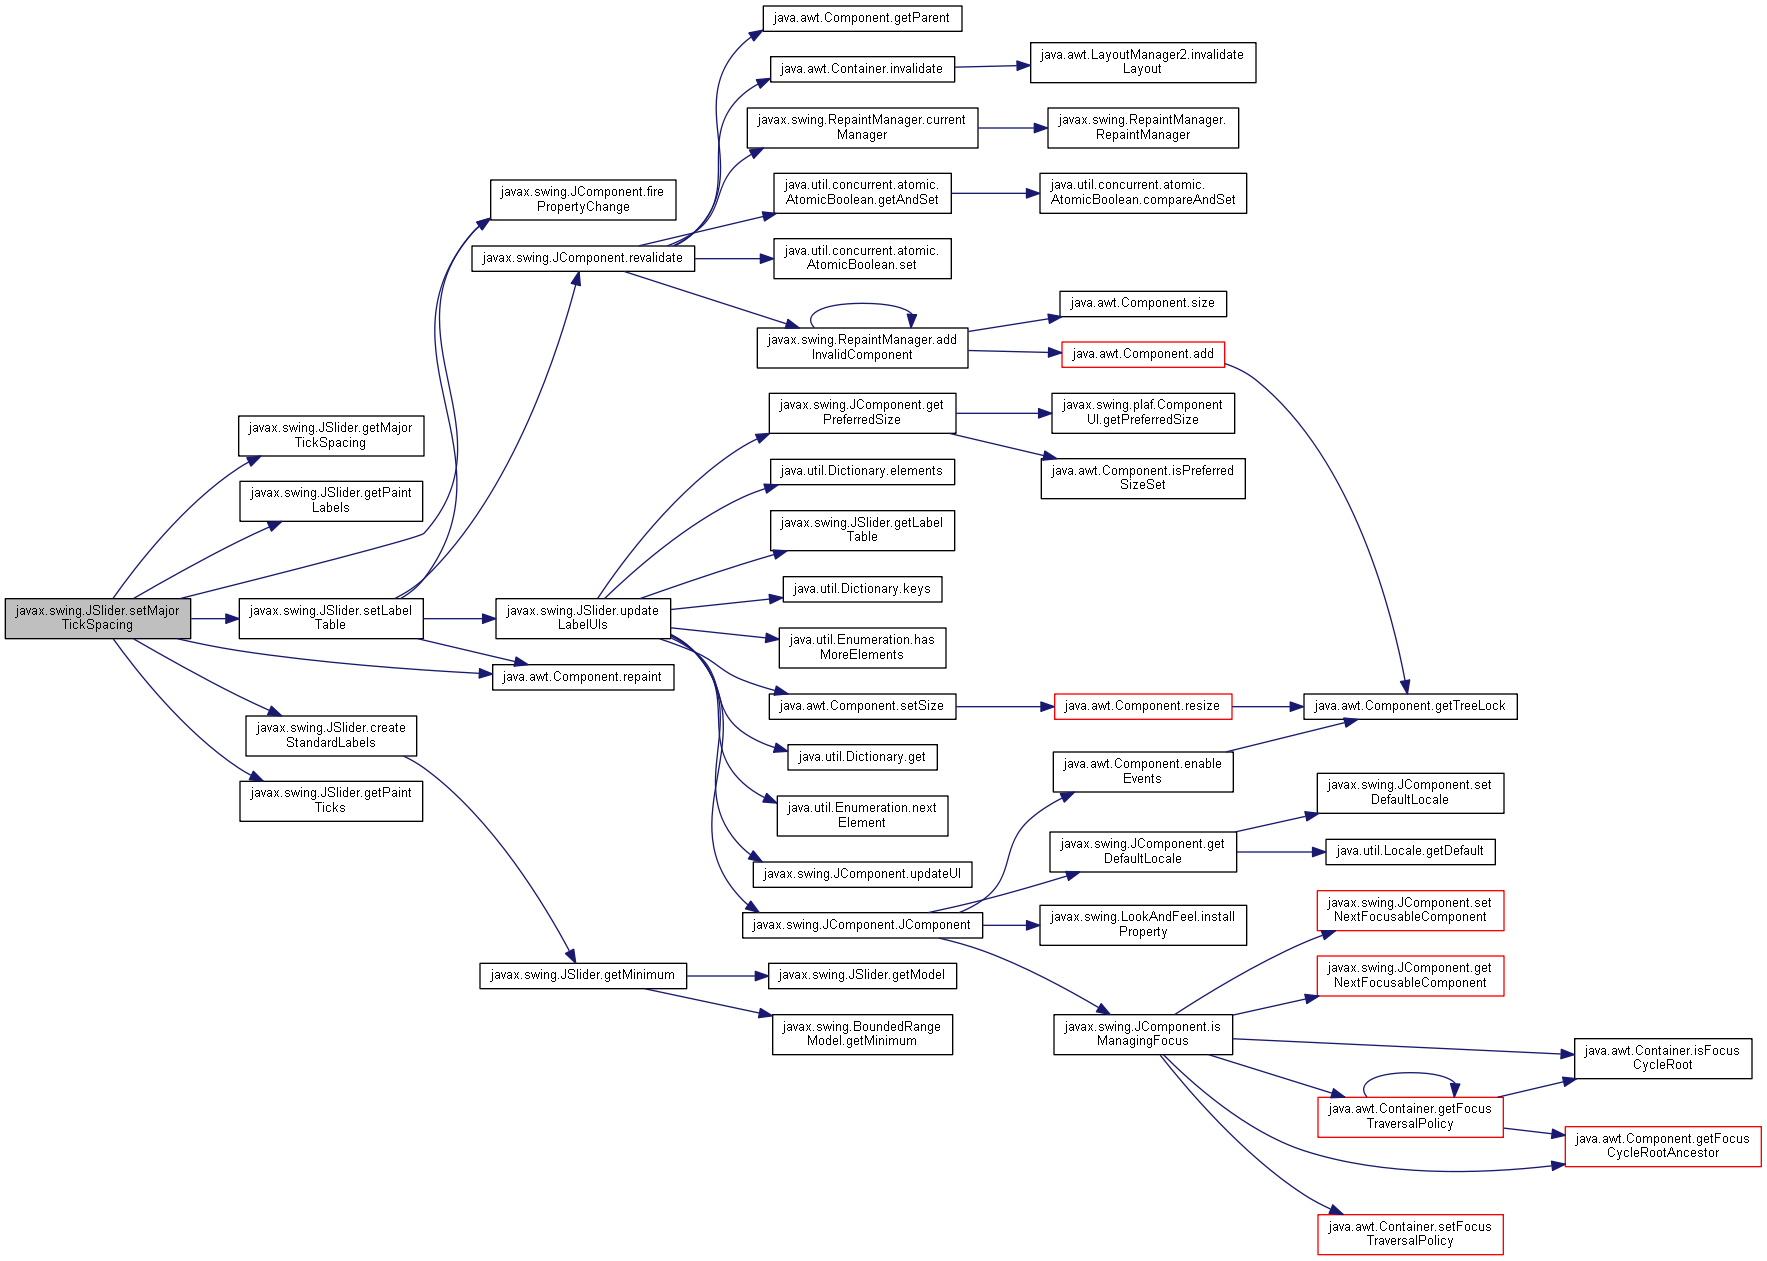 javax.swing.JSlider.setMajor
TickSpacing
javax.swing.JSlider.getMajor
TickSpacing
javax.swing.JSlider.getPaint
Labels
javax.swing.JSlider.setLabel
Table
javax.swing.JSlider.create
StandardLabels
javax.swing.JSlider.getPaint
Ticks
javax.swing.JComponent.fire
PropertyChange
javax.swing.JComponent.revalidate
javax.swing.JSlider.update
LabelUIs
java.awt.Component.repaint
javax.swing.JSlider.getMinimum
java.awt.Component.getParent
java.awt.Container.invalidate
javax.swing.RepaintManager.current
Manager
java.util.concurrent.atomic.
AtomicBoolean.getAndSet
java.util.concurrent.atomic.
AtomicBoolean.set
javax.swing.RepaintManager.add
InvalidComponent
javax.swing.JComponent.get
PreferredSize
java.util.Dictionary.elements
javax.swing.JSlider.getLabel
Table
java.util.Dictionary.keys
java.util.Enumeration.has
MoreElements
java.awt.Component.setSize
java.util.Dictionary.get
java.util.Enumeration.next
Element
javax.swing.JComponent.updateUI
javax.swing.JComponent.JComponent
javax.swing.JSlider.getModel
javax.swing.BoundedRange
Model.getMinimum
java.awt.LayoutManager2.invalidate
Layout
javax.swing.RepaintManager.
RepaintManager
java.util.concurrent.atomic.
AtomicBoolean.compareAndSet
java.awt.Component.size
java.awt.Component.add
javax.swing.plaf.Component
UI.getPreferredSize
java.awt.Component.isPreferred
SizeSet
java.awt.Component.resize
java.awt.Component.enable
Events
javax.swing.JComponent.get
DefaultLocale
javax.swing.LookAndFeel.install
Property
javax.swing.JComponent.is
ManagingFocus
java.awt.Component.getTreeLock
javax.swing.JComponent.set
DefaultLocale
java.util.Locale.getDefault
javax.swing.JComponent.set
NextFocusableComponent
javax.swing.JComponent.get
NextFocusableComponent
java.awt.Container.getFocus
TraversalPolicy
java.awt.Container.setFocus
TraversalPolicy
java.awt.Container.isFocus
CycleRoot
java.awt.Component.getFocus
CycleRootAncestor